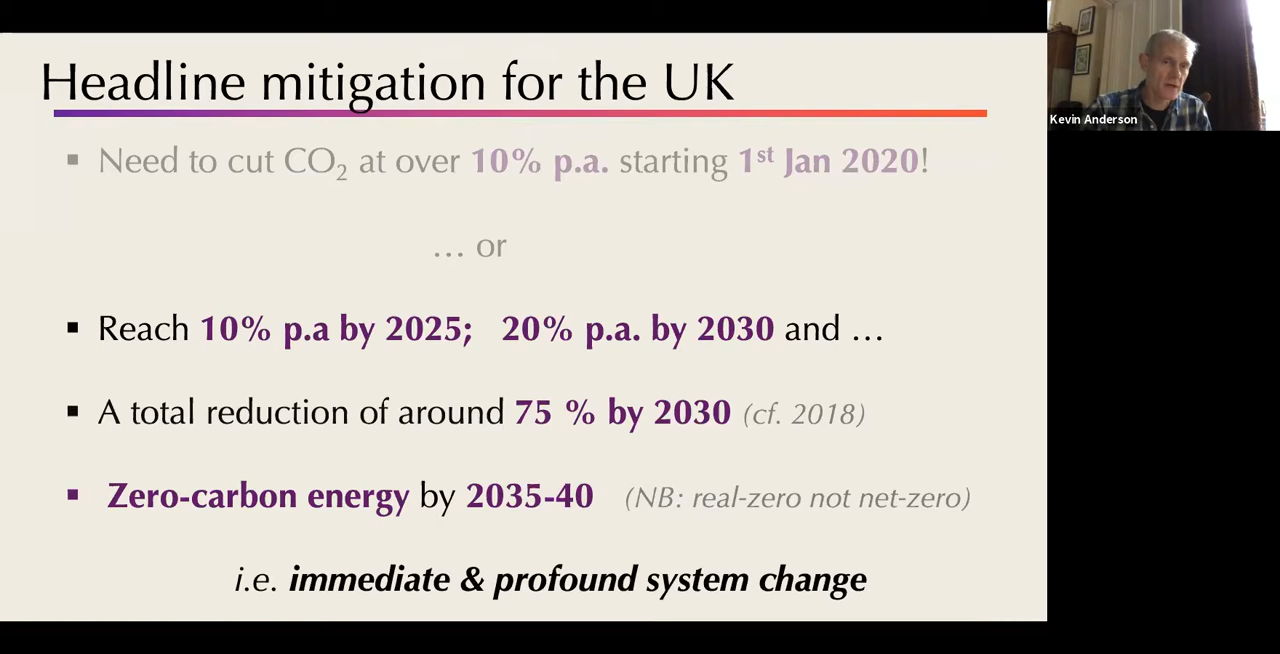 Headline mitigation for the UK
Kevin Anderson
▪ Need to cut CO₂ at over 10% p.a. starting 1st Jan 2020!
… or
▪ Reach 10% p.a by 2025; 20% p.a. by 2030 and …
▪ A total reduction of around 75 % by 2030 (cf. 2018)
▪ Zero-carbon energy by 2035-40 (NB: real-zero not net-zero)
i.e. immediate & profound system change